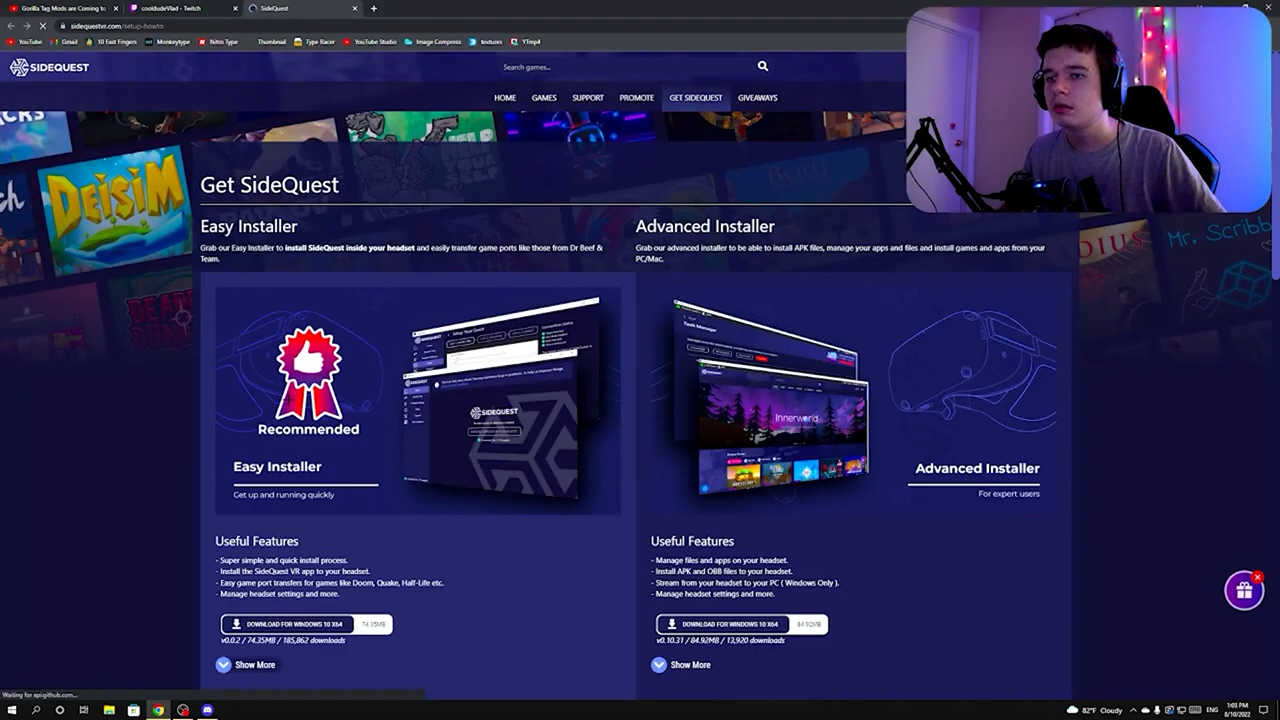 Gorilla Tag Mods are Coming to
cooldudeVlad - Twitch
SideQuest
sidequestvr.com/setup-howto
YouTube
Gmail
10 Fast Fingers
Monkeytype
Nitro Type
Thumbnail
Type Racer
YouTube Studio
Image Compress
textures
YTmp4
SIDEQUEST
Search games...
HOME
GAMES
SUPPORT
PROMOTE
GET SIDEQUEST
GIVEAWAYS
DEISIM
Mr. Scribb
Get SideQuest
Easy Installer
Grab our Easy Installer to install SideQuest inside your headset and easily transfer game ports like those from Dr Beef &
Team.
Recommended
SIDEQUEST
Easy Installer
Get up and running quickly
Useful Features
- Super simple and quick install process.
- Install the SideQuest VR app to your headset.
- Easy game port transfers for games like Doom, Quake, Half-Life etc.
- Manage headset settings and more.
DOWNLOAD FOR WINDOWS 10 X64
74.35MB
v0.0.2 / 74.35MB / 185,862 downloads
Show More
Advanced Installer
Grab our advanced installer to be able to install APK files, manage your apps and files and install games and apps from your
PC/Mac.
Task Manager
Innerworld
Advanced Installer
For expert users
Useful Features
- Manage files and apps on your headset.
- Install APK and OBB files to your headset.
- Stream from your headset to your PC ( Windows Only ).
- Manage headset settings and more.
DOWNLOAD FOR WINDOWS 10 X64
84.92MB
v0.10.31 / 84.92MB / 13,920 downloads
Show More
Waiting for api.github.com...
82°F Cloudy
ENG
1:03 PM
8/10/2022